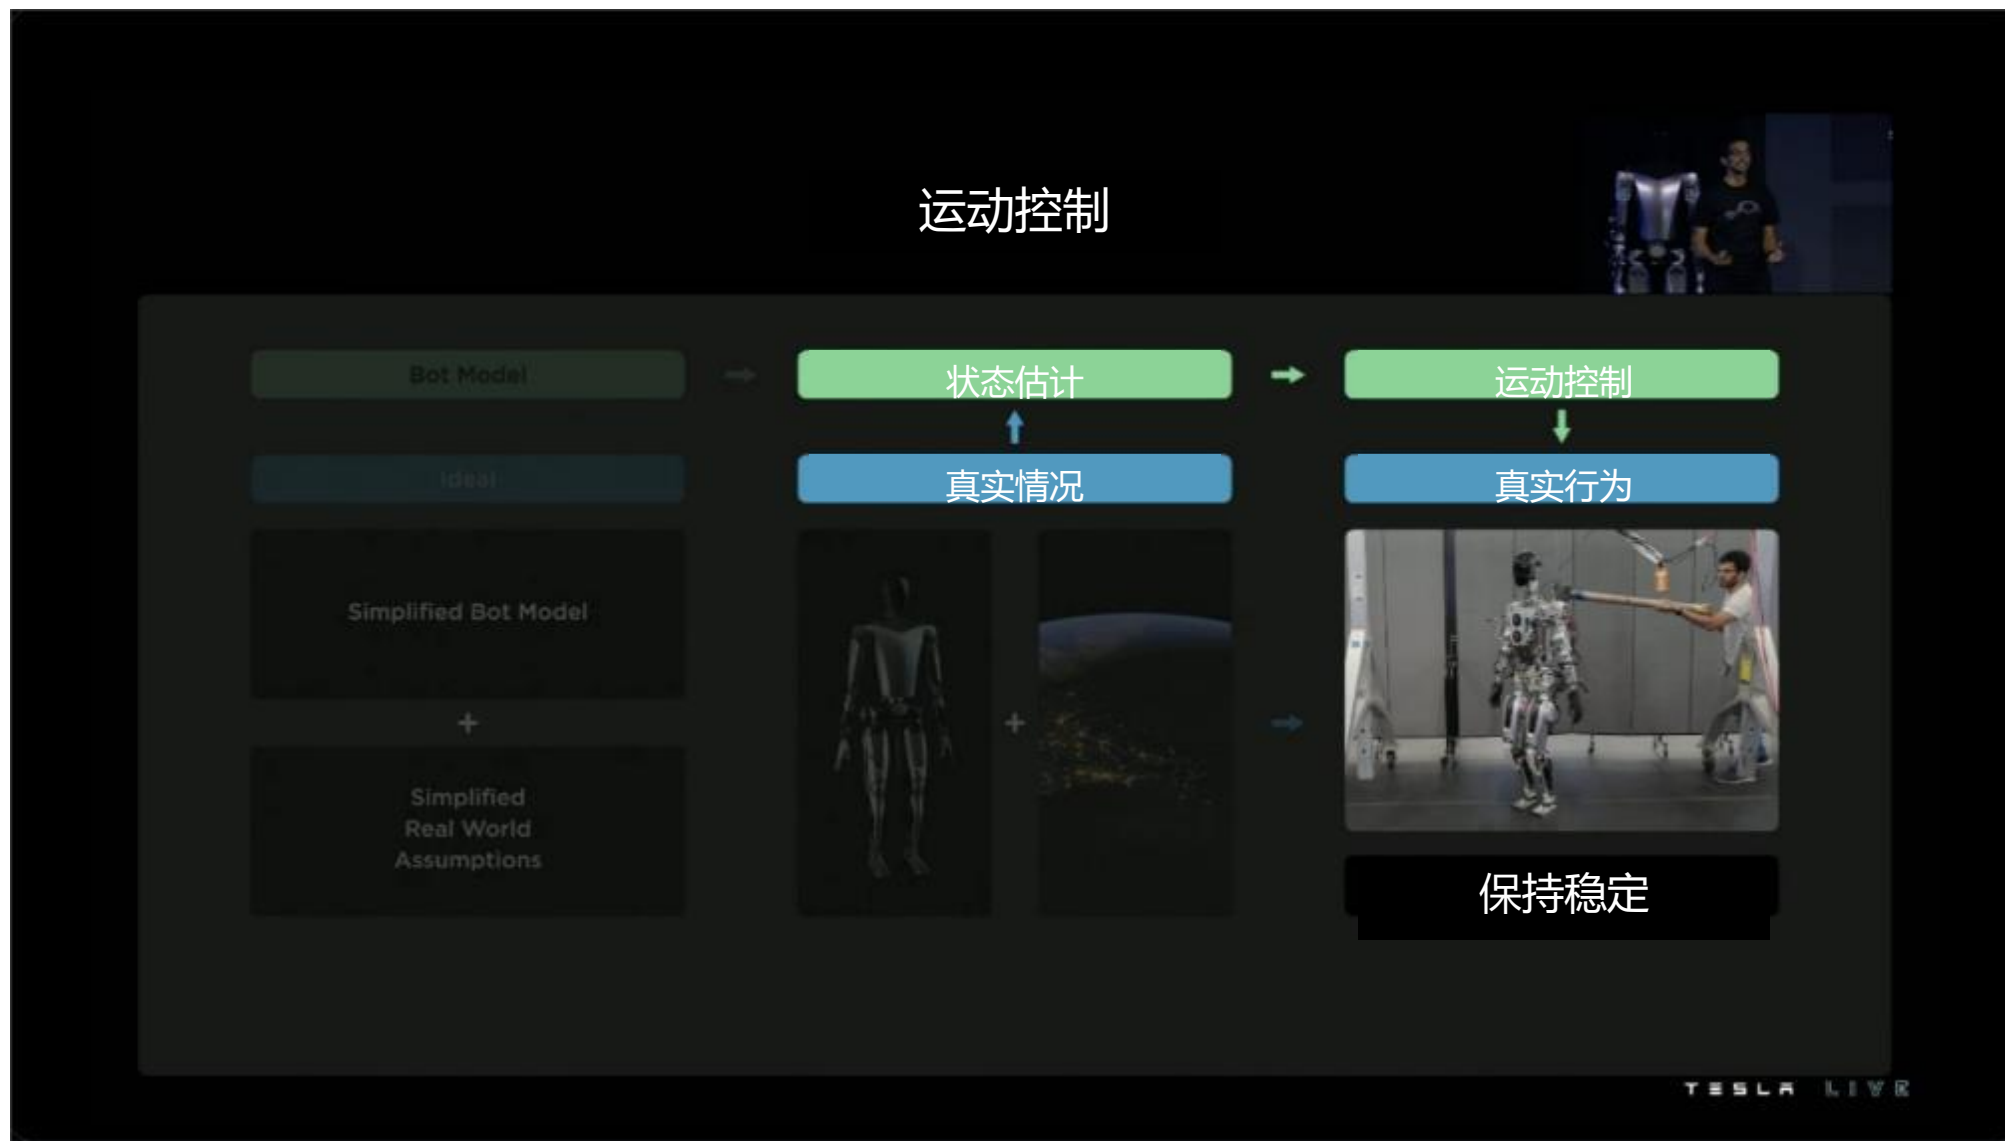 运动控制
Bot Model
状态估计
运动控制
Ideal
真实情况
真实行为
Simplified Bot Model
+
+
Simplified
Real World
Assumptions
保持稳定
TESLA LIVE